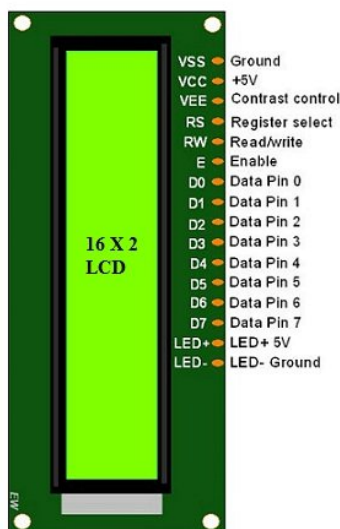 VSS Ground
VCC +5V
VEE Contrast control
RS Register select
RW Read/write
E Enable
D0 Data Pin 0
D1 Data Pin 1
D2 Data Pin 2
D3 Data Pin 3
D4 Data Pin 4
D5 Data Pin 5
D6 Data Pin 6
D7 Data Pin 7
LED+ LED+ 5V
LED- LED- Ground
16 X 2
LCD
EW